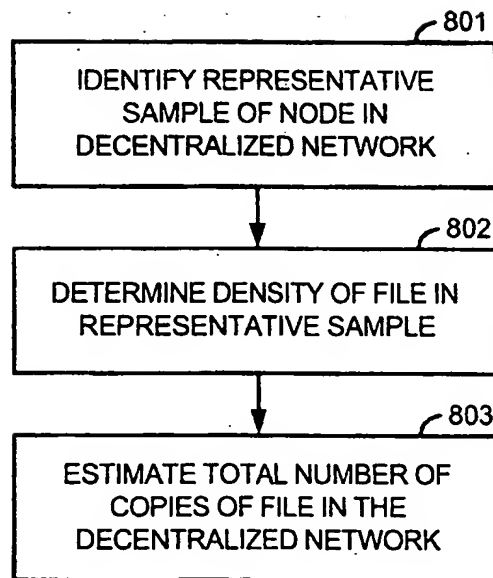 801
IDENTIFY REPRESENTATIVE
SAMPLE OF NODE IN
DECENTRALIZED NETWORK
802
DETERMINE DENSITY OF FILE IN
REPRESENTATIVE SAMPLE
803
ESTIMATE TOTAL NUMBER OF
COPIES OF FILE IN THE
DECENTRALIZED NETWORK